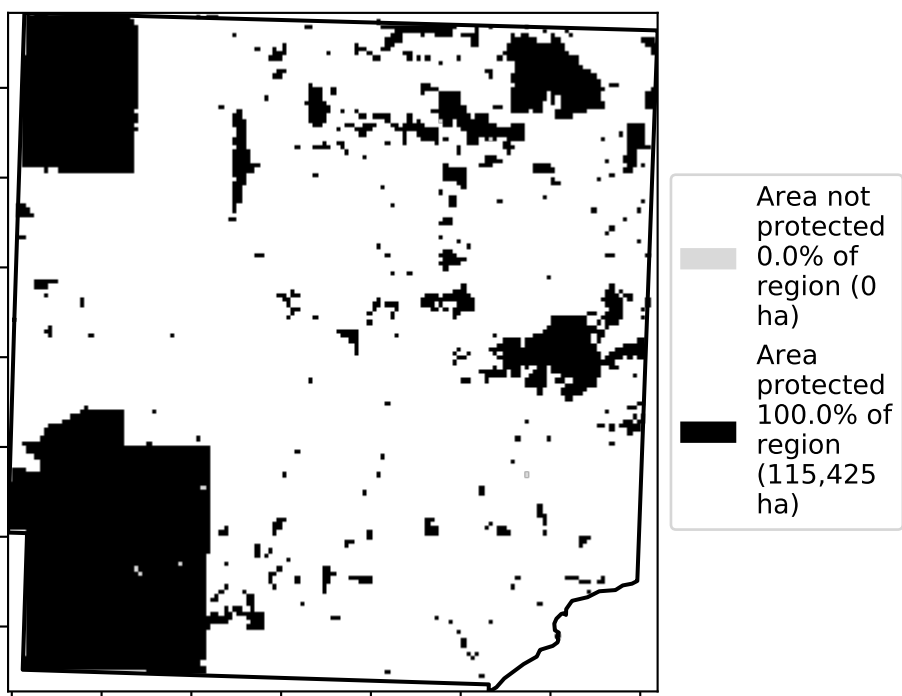 Area not
protected
0.0% of
region (0
ha)
Area
protected
100.0% of
region
(115,425
ha)